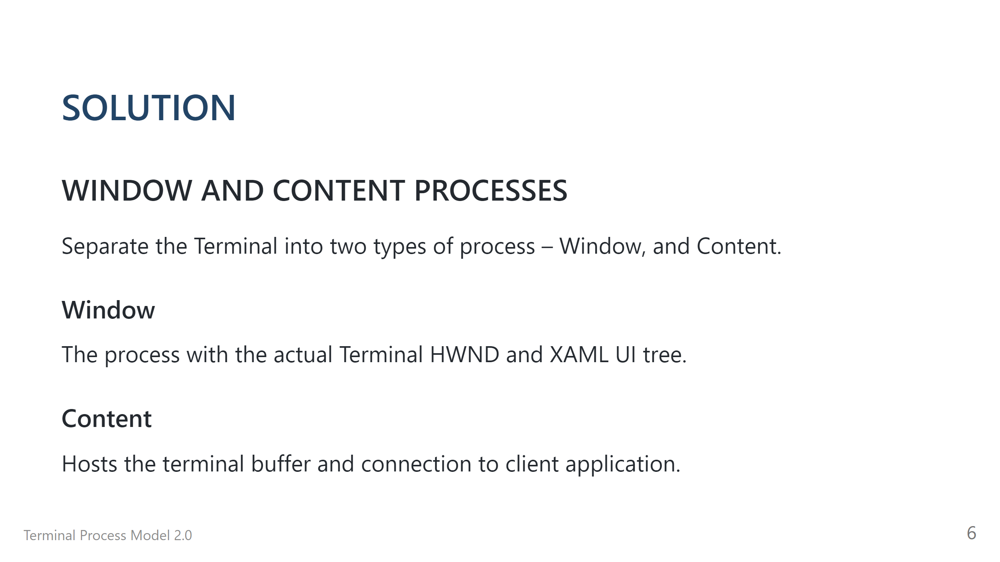 SOLUTION
WINDOW AND CONTENT PROCESSES
Separate the Terminal into two types of process – Window, and Content.
Window
The process with the actual Terminal HWND and XAML UI tree.
Content
Hosts the terminal buffer and connection to client application.
Terminal Process Model 2.0
6